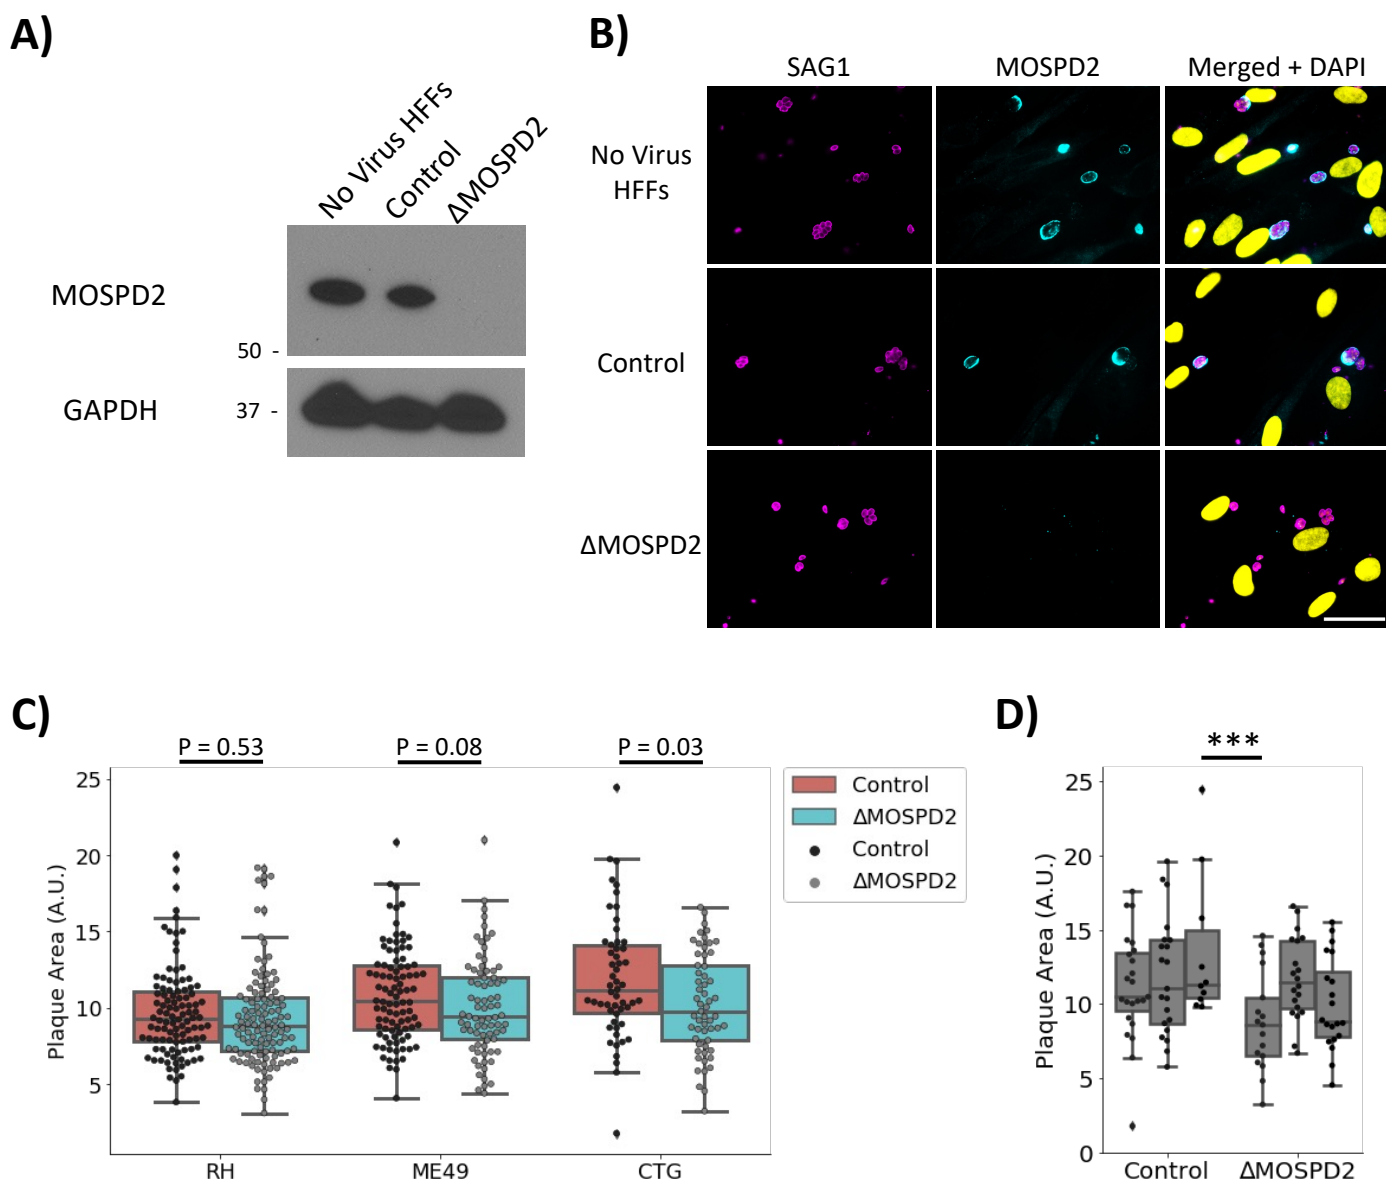 A)
No Virus HFFs
Control
ΔMOSPD2
MOSPD2
50 -
GAPDH
37 -
B)
SAG1
MOSPD2
Merged + DAPI
No Virus
HFFs
Control
ΔMOSPD2
C)
P = 0.53
P = 0.08
P = 0.03
25
20
15
10
5
Plaque Area (A.U.)
RH
ME49
CTG
Control
ΔMOSPD2
Control
ΔMOSPD2
D)
***
25
20
15
10
5
0
Plaque Area (A.U.)
Control
ΔMOSPD2